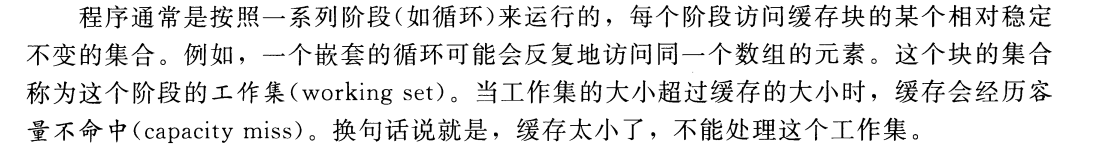 程序通常是按照一系列阶段(如循环)来运行的，每个阶段访问缓存块的某个相对稳定
不变的集合。例如，一个嵌套的循环可能会反复地访问同一个数组的元素。这个块的集合
称为这个阶段的工作集(working set)。当工作集的大小超过缓存的大小时，缓存会经历容
量不命中(capacity miss)。换句话说就是，缓存太小了，不能处理这个工作集。